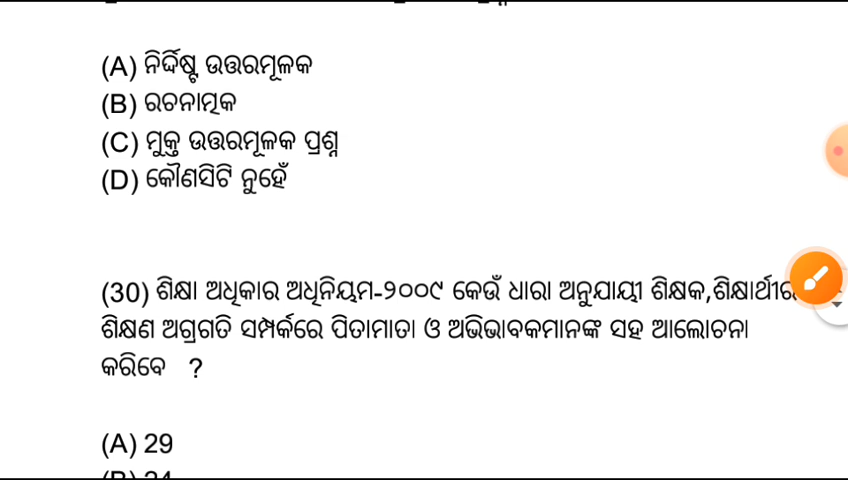 (A) ନିର୍ଦ୍ଦିଷ୍ଟ ଉତ୍ତରମୂଳକ
(B) ରଚନାତ୍ମକ
(C) ମୁକ୍ତ ଉତ୍ତରମୂଳକ ପ୍ରଶ୍ନ
(D) କୌଣସିଟି ନୁହେଁ
(30) ଶିକ୍ଷା ଅଧିକାର ଅଧିନିୟମ-୨୦୦୯ କେଉଁ ଧାରା ଅନୁଯାୟୀ ଶିକ୍ଷକ,ଶିକ୍ଷାର୍ଥୀର
ଶିକ୍ଷଣ ଅଗ୍ରଗତି ସମ୍ପର୍କରେ ପିତାମାତା ଓ ଅଭିଭାବକମାନଙ୍କ ସହ ଆଲୋଚନା
କରିବେ ?
(A) 29